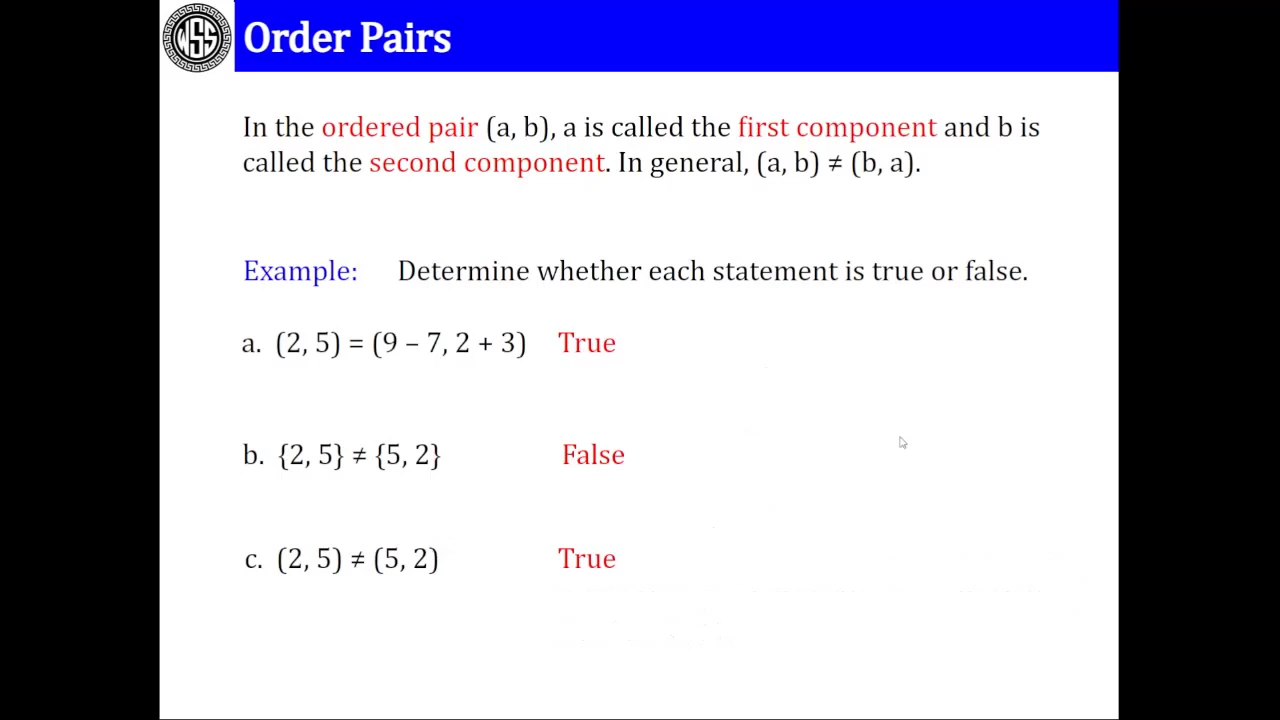 WSS
Order Pairs
In the ordered pair (a, b), a is called the first component and b is
called the second component. In general, (a, b) ≠ (b, a).
Example: Determine whether each statement is true or false.
a. (2, 5) = (9 – 7, 2 + 3) True
b. {2, 5} ≠ {5, 2} False
c. (2, 5) ≠ (5, 2) True